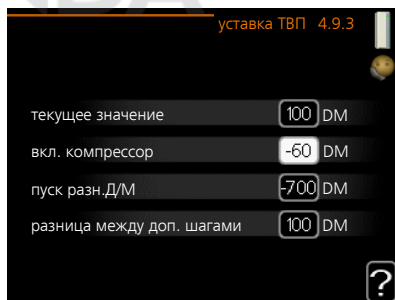 уставка ТВП 4.9.3
текущее значение 100 DM
вкл. компрессор -60 DM
пуск разн.Д/М -700 DM
разница между доп. шагами 100 DM
?